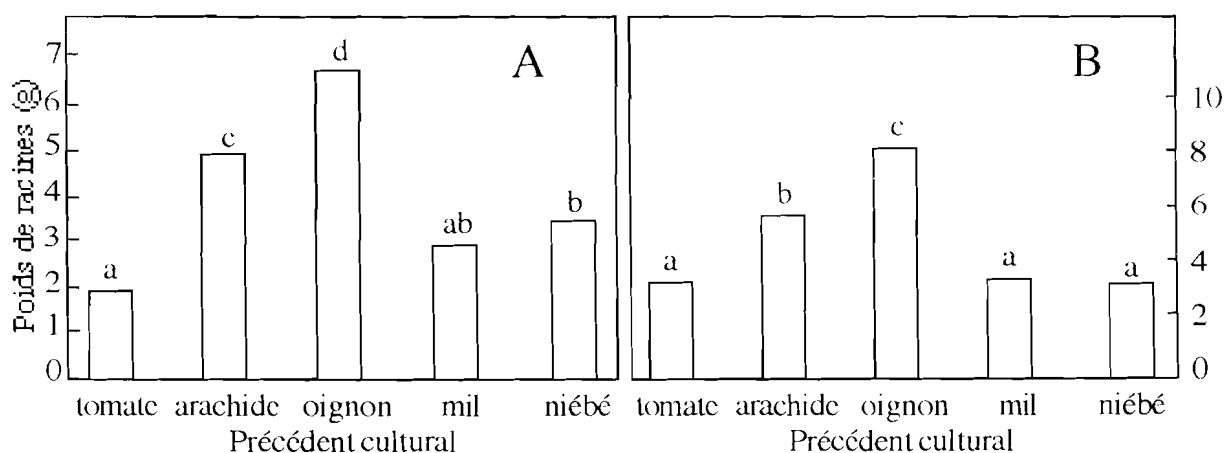 A
B
Poids de racines (g)
7
6
5
4
3
2
1
0
a
c
d
ab
b
a
b
c
a
a
10
8
6
4
2
0
tomate arachide oignon mil niébé
tomate arachide oignon mil niébé
Précédent cultural
Précédent cultural